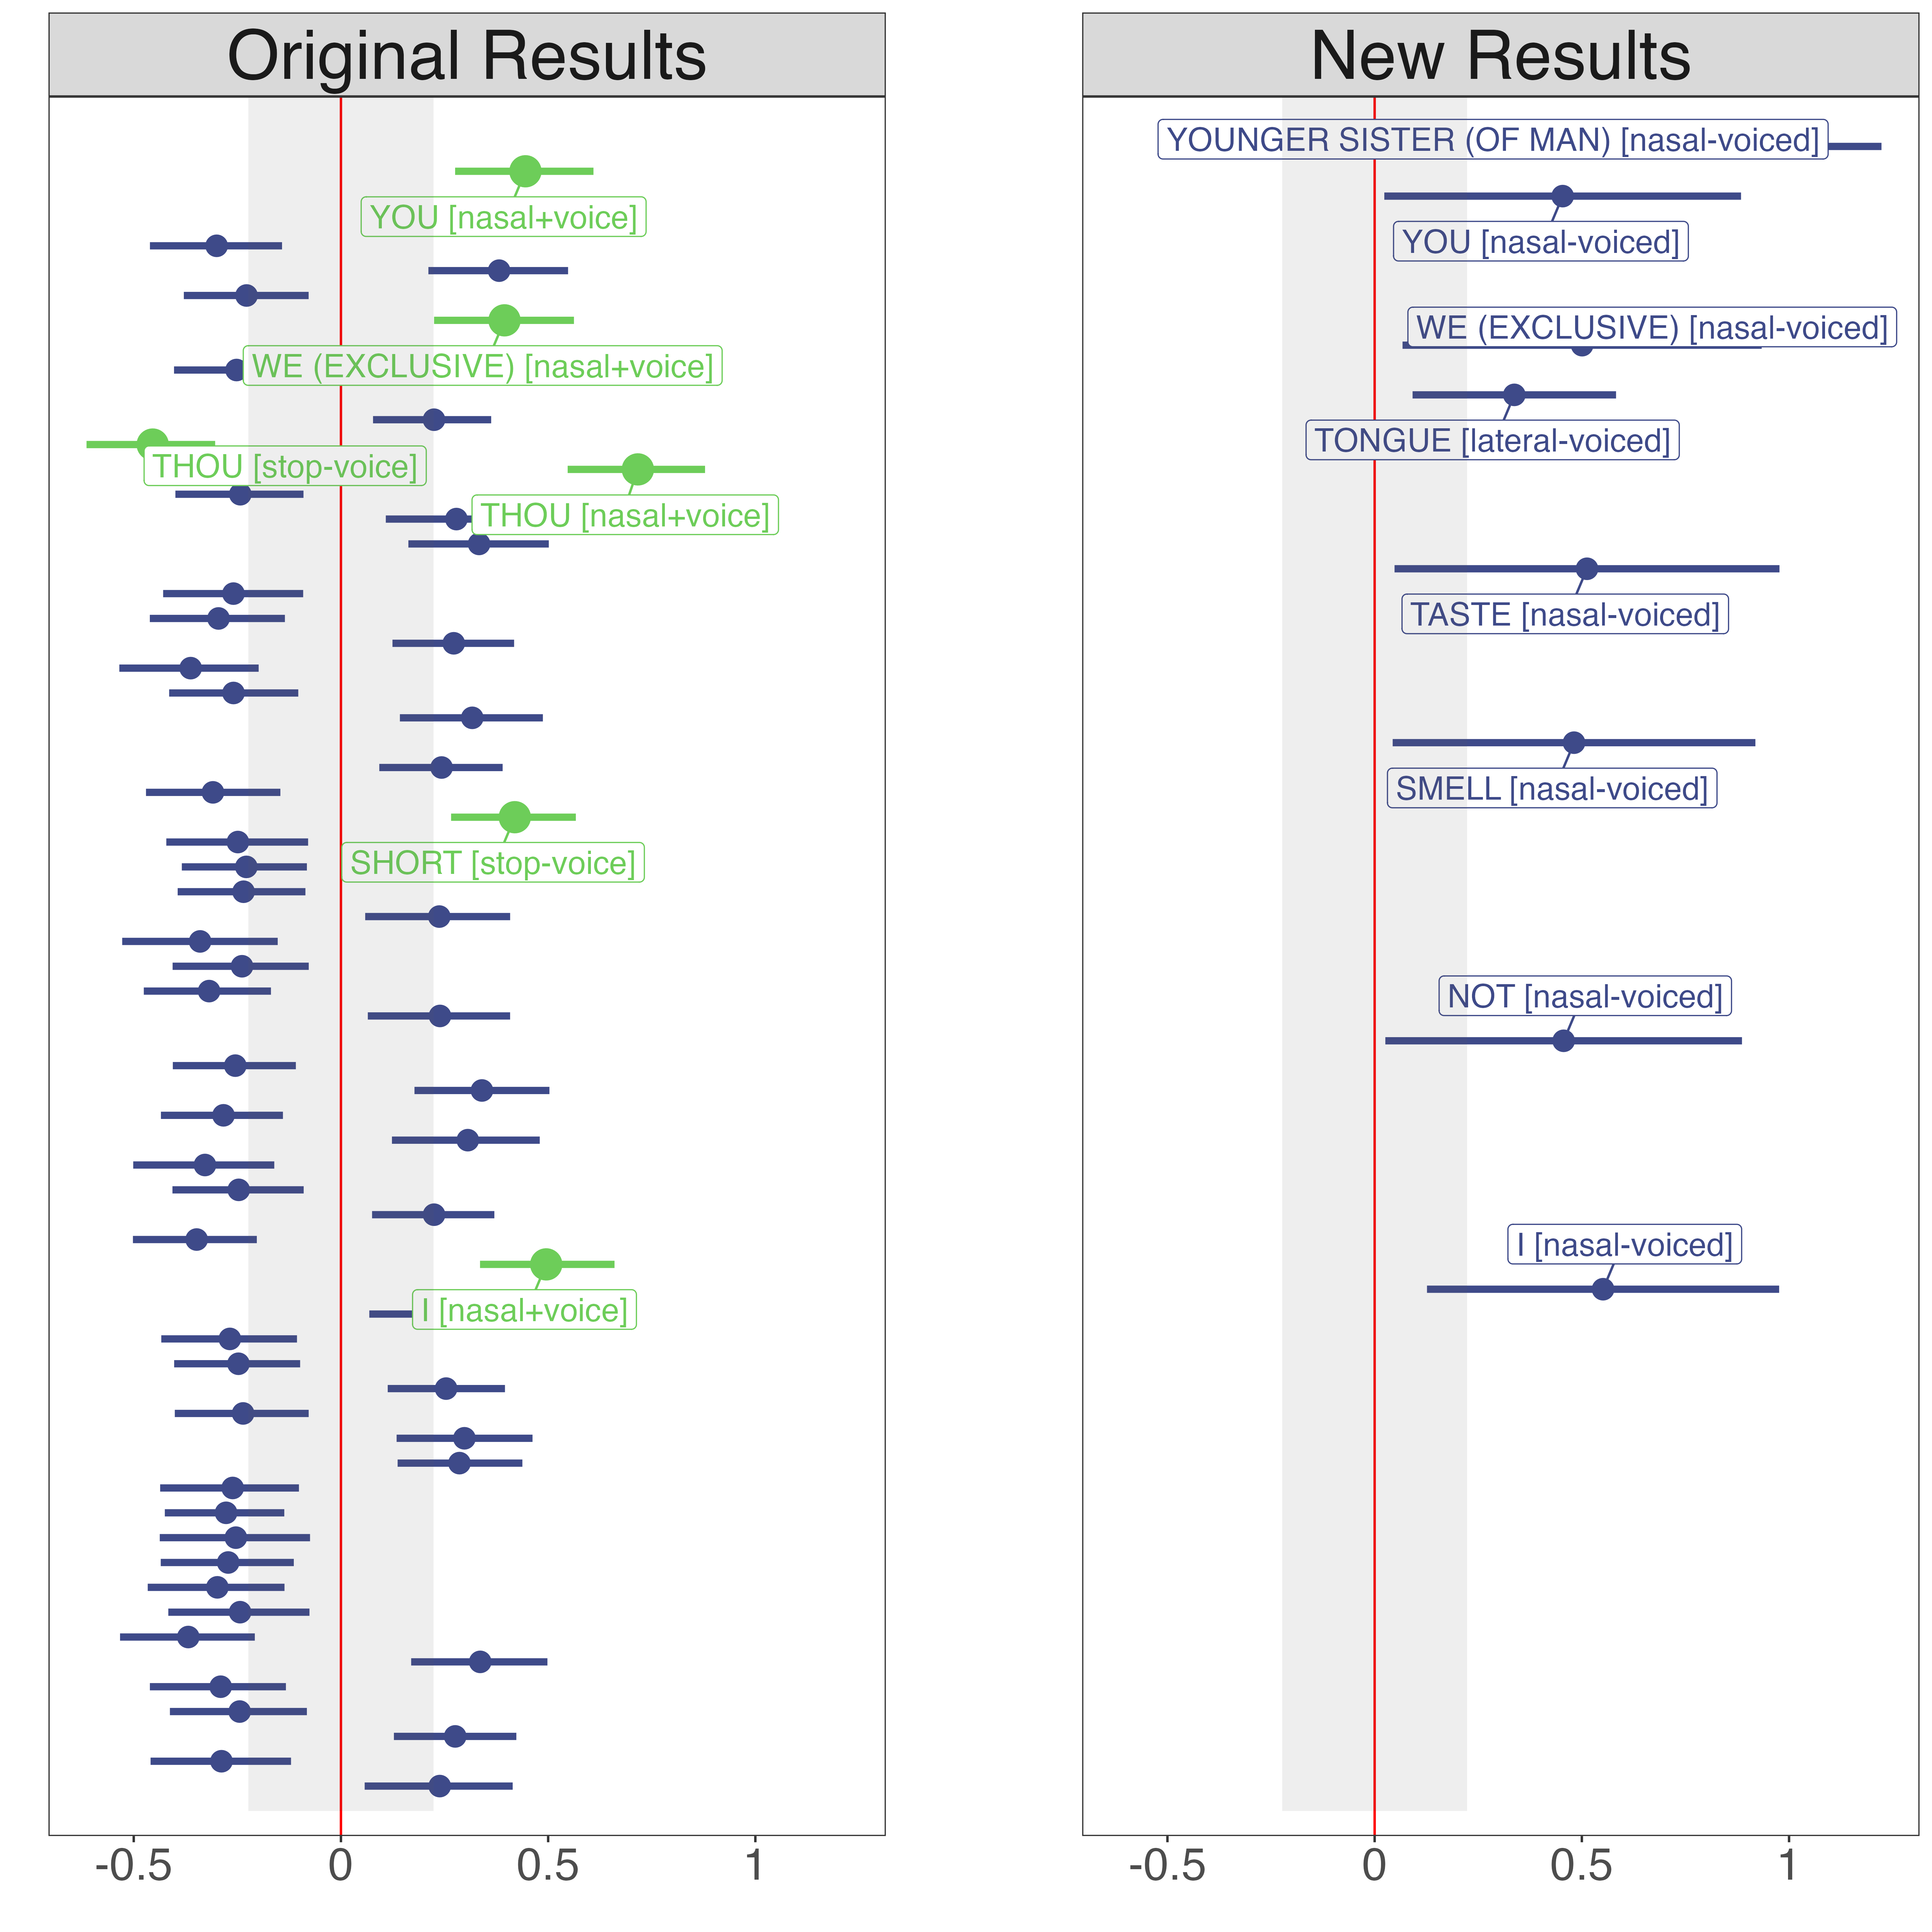 Original Results
YOU [nasal+voice]
WE (EXCLUSIVE) [nasal+voice]
THOU [stop-voice]
THOU [nasal+voice]
SHORT [stop-voice]
I [nasal+voice]
-0.5 0 0.5 1
New Results
YOUNGER SISTER (OF MAN) [nasal-voiced]
YOU [nasal-voiced]
WE (EXCLUSIVE) [nasal-voiced]
TONGUE [lateral-voiced]
TASTE [nasal-voiced]
SMELL [nasal-voiced]
NOT [nasal-voiced]
I [nasal-voiced]
-0.5 0 0.5 1